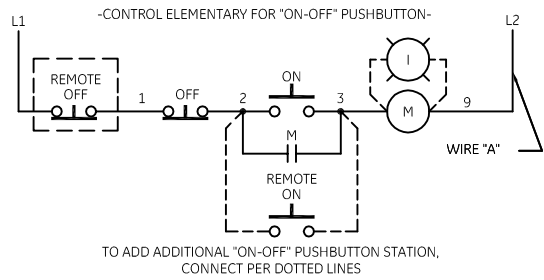 -CONTROL ELEMENTARY FOR "ON-OFF" PUSHBUTTON-
L1
L2
REMOTE
OFF
1
OFF
2
ON
3
I
M
9
M
WIRE "A"
REMOTE
ON
TO ADD ADDITIONAL "ON-OFF" PUSHBUTTON STATION,
CONNECT PER DOTTED LINES